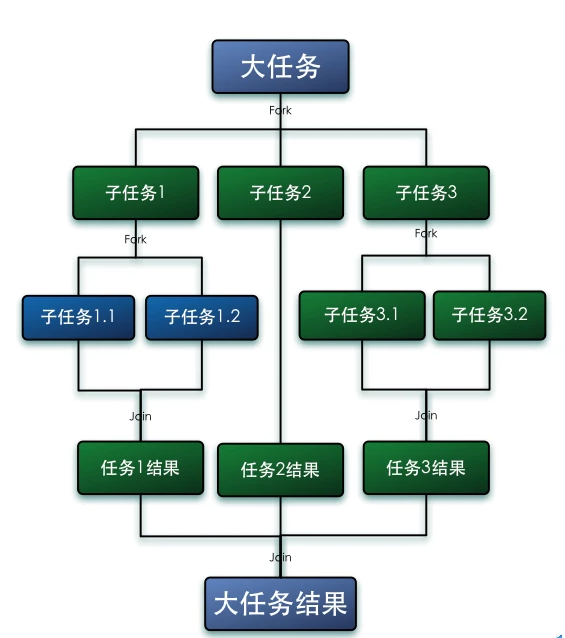 大任务
Fork
子任务1
子任务2
子任务3
Fork
Fork
子任务1.1
子任务1.2
子任务3.1
子任务3.2
Join
Join
任务1结果
任务2结果
任务3结果
Join
大任务结果